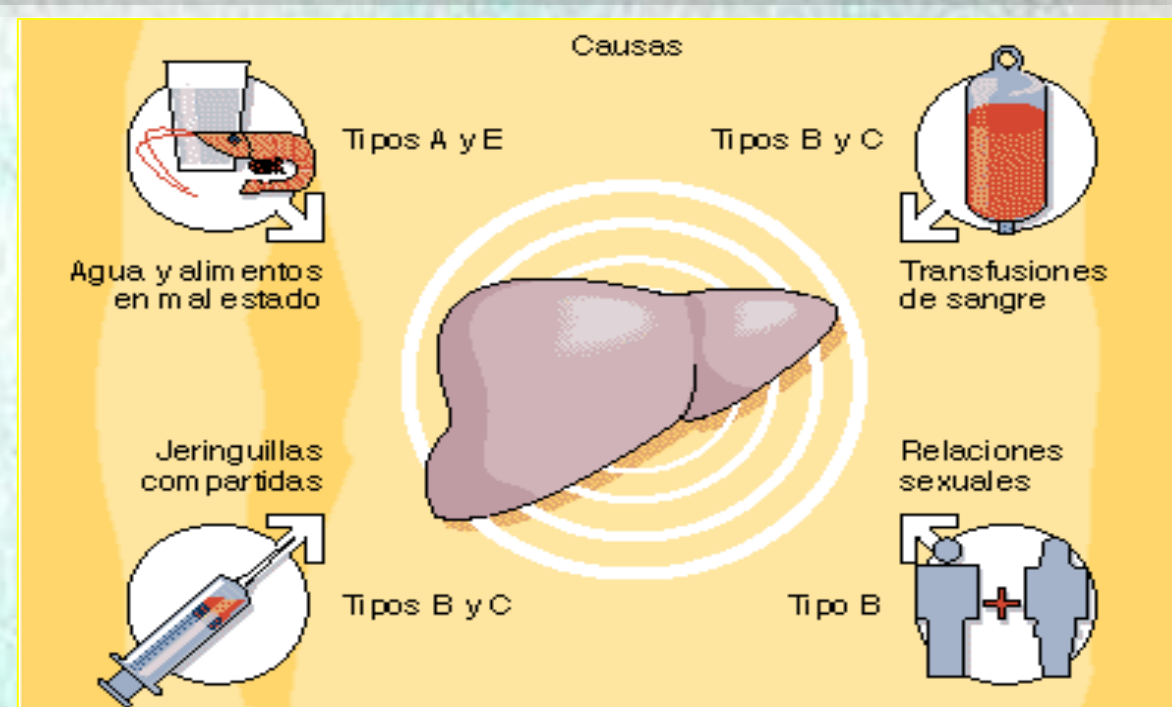 Causas
Tipos A y E
Tipos B y C
Agua y alimentos
en mal estado
Transfusiones
de sangre
Jeringuillas
compartidas
Relaciones
sexuales
Tipos B y C
Tipo B